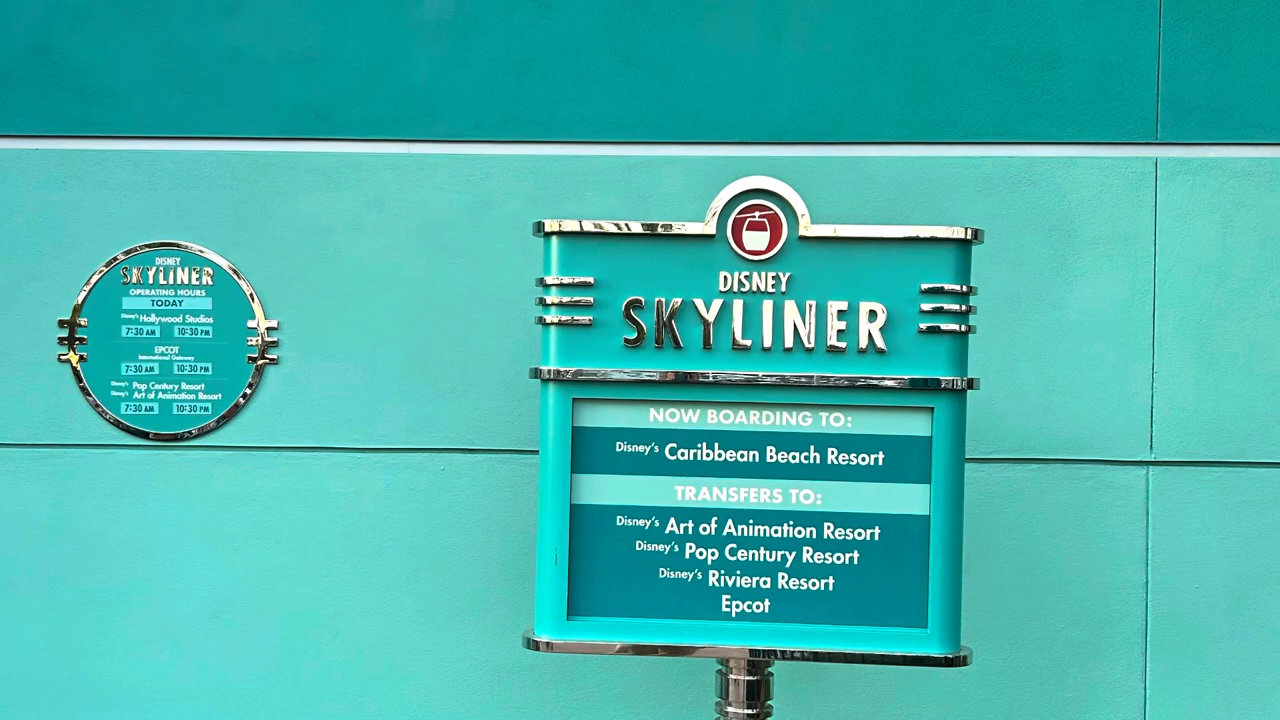 DISNEY
SKYLINER
OPERATING HOURS
TODAY
Disney's Hollywood Studios
7:30 AM 10:30 PM
EPCOT
International Gateway
7:30 AM 10:30 PM
Disney's Pop Century Resort
Disney's Art of Animation Resort
7:30 AM 10:30 PM
DISNEY
SKYLINER
NOW BOARDING TO:
Disney's Caribbean Beach Resort
TRANSFERS TO:
Disney's Art of Animation Resort
Disney's Pop Century Resort
Disney's Riviera Resort
Epcot